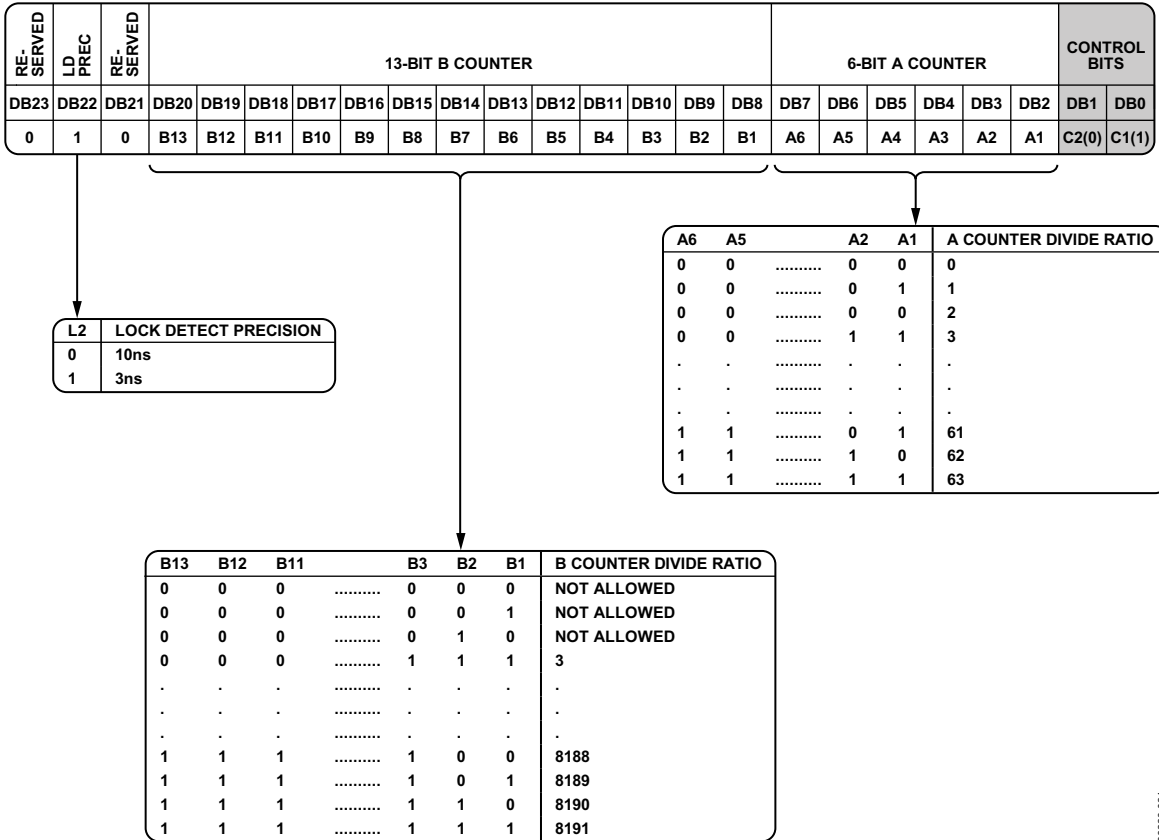 RE-
SERVED
LD
PREC
RE-
SERVED
13-BIT B COUNTER
6-BIT A COUNTER
CONTROL
BITS
DB23 DB22 DB21 DB20 DB19 DB18 DB17 DB16 DB15 DB14 DB13 DB12 DB11 DB10 DB9 DB8 DB7 DB6 DB5 DB4 DB3 DB2 DB1 DB0
0 1 0 B13 B12 B11 B10 B9 B8 B7 B6 B5 B4 B3 B2 B1 A6 A5 A4 A3 A2 A1 C2(0) C1(1)
A6 A5 A2 A1 A COUNTER DIVIDE RATIO
0 0 .......... 0 0 0
0 0 .......... 0 1 1
0 0 .......... 0 0 2
0 0 .......... 1 1 3
. . .......... . . .
. . .......... . . .
. . .......... . . .
1 1 .......... 0 1 61
1 1 .......... 1 0 62
1 1 .......... 1 1 63
L2 LOCK DETECT PRECISION
0 10ns
1 3ns
B13 B12 B11 B3 B2 B1 B COUNTER DIVIDE RATIO
0 0 0 .......... 0 0 0 NOT ALLOWED
0 0 0 .......... 0 0 1 NOT ALLOWED
0 0 0 .......... 0 1 0 NOT ALLOWED
0 0 0 .......... 1 1 1 3
. . . .......... . . . .
. . . .......... . . . .
. . . .......... . . . .
1 1 1 .......... 1 0 0 8188
1 1 1 .......... 1 0 1 8189
1 1 1 .......... 1 1 0 8190
1 1 1 .......... 1 1 1 8191